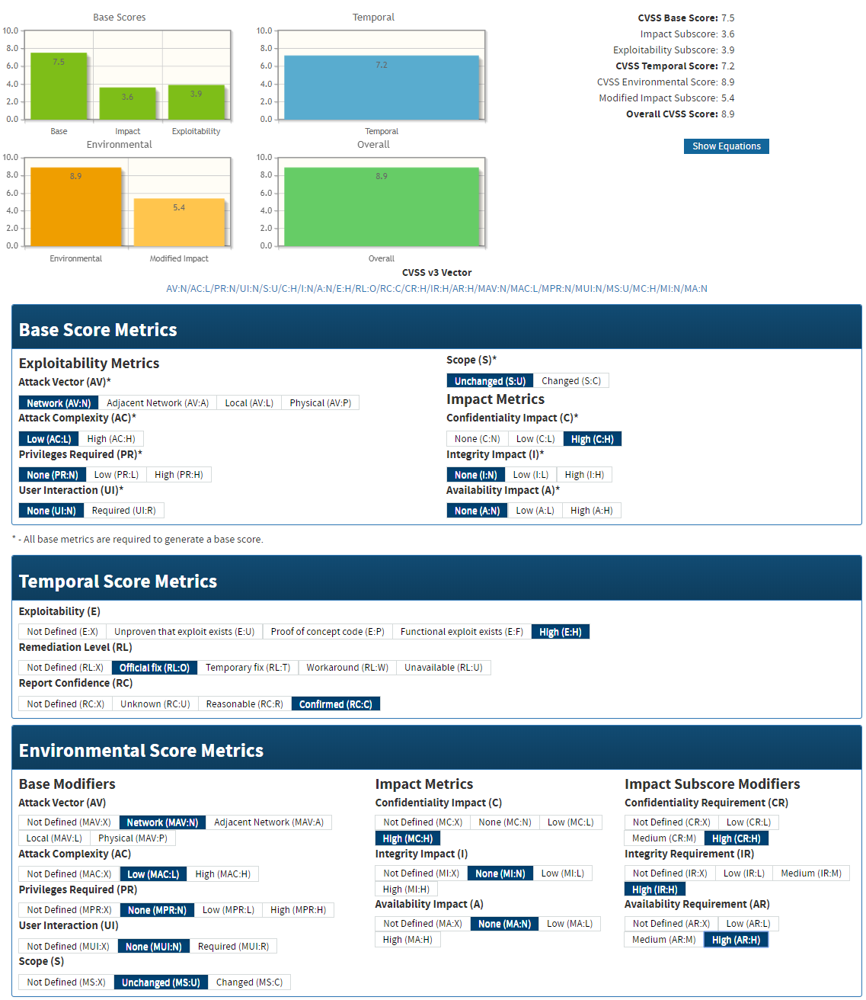 Base Scores
10.0
8.0
6.0
4.0
2.0
0.0
7.5
3.6
3.9
Base Impact Exploitability
Temporal
10.0
8.0
6.0
4.0
2.0
0.0
7.2
Temporal
Environmental
10.0
8.0
6.0
4.0
2.0
0.0
8.9
5.4
Environmental Modified Impact
Overall
10.0
8.0
6.0
4.0
2.0
0.0
8.9
Overall
CVSS Base Score: 7.5
Impact Subscore: 3.6
Exploitability Subscore: 3.9
CVSS Temporal Score: 7.2
CVSS Environmental Score: 8.9
Modified Impact Subscore: 5.4
Overall CVSS Score: 8.9
Show Equations
CVSS v3 Vector
AV:N/AC:L/PR:N/UI:N/S:U/C:H/I:N/A:N/E:H/RL:O/RC:C/CR:H/IR:H/AR:H/MAV:N/MAC:L/MPR:N/MUI:N/MS:U/MC:H/MI:N/MA:N
Base Score Metrics
Exploitability Metrics
Attack Vector (AV)*
Network (AV:N) Adjacent Network (AV:A) Local (AV:L) Physical (AV:P)
Attack Complexity (AC)*
Low (AC:L) High (AC:H)
Privileges Required (PR)*
None (PR:N) Low (PR:L) High (PR:H)
User Interaction (UI)*
None (UI:N) Required (UI:R)
Scope (S)*
Unchanged (S:U) Changed (S:C)
Impact Metrics
Confidentiality Impact (C)*
None (C:N) Low (C:L) High (C:H)
Integrity Impact (I)*
None (I:N) Low (I:L) High (I:H)
Availability Impact (A)*
None (A:N) Low (A:L) High (A:H)
* - All base metrics are required to generate a base score.
Temporal Score Metrics
Exploitability (E)
Not Defined (E:X) Unproven that exploit exists (E:U) Proof of concept code (E:P) Functional exploit exists (E:F) High (E:H)
Remediation Level (RL)
Not Defined (RL:X) Official fix (RL:O) Temporary fix (RL:T) Workaround (RL:W) Unavailable (RL:U)
Report Confidence (RC)
Not Defined (RC:X) Unknown (RC:U) Reasonable (RC:R) Confirmed (RC:C)
Environmental Score Metrics
Base Modifiers
Attack Vector (AV)
Not Defined (MAV:X) Network (MAV:N) Adjacent Network (MAV:A)
Local (MAV:L) Physical (MAV:P)
Attack Complexity (AC)
Not Defined (MAC:X) Low (MAC:L) High (MAC:H)
Privileges Required (PR)
Not Defined (MPR:X) None (MPR:N) Low (MPR:L) High (MPR:H)
User Interaction (UI)
Not Defined (MUI:X) None (MUI:N) Required (MUI:R)
Scope (S)
Not Defined (MS:X) Unchanged (MS:U) Changed (MS:C)
Impact Metrics
Confidentiality Impact (C)
Not Defined (MC:X) None (MC:N) Low (MC:L)
High (MC:H)
Integrity Impact (I)
Not Defined (MI:X) None (MI:N) Low (MI:L)
High (MI:H)
Availability Impact (A)
Not Defined (MA:X) None (MA:N) Low (MA:L)
High (MA:H)
Impact Subscore Modifiers
Confidentiality Requirement (CR)
Not Defined (CR:X) Low (CR:L)
Medium (CR:M) High (CR:H)
Integrity Requirement (IR)
Not Defined (IR:X) Low (IR:L) Medium (IR:M)
High (IR:H)
Availability Requirement (AR)
Not Defined (AR:X) Low (AR:L)
Medium (AR:M) High (AR:H)